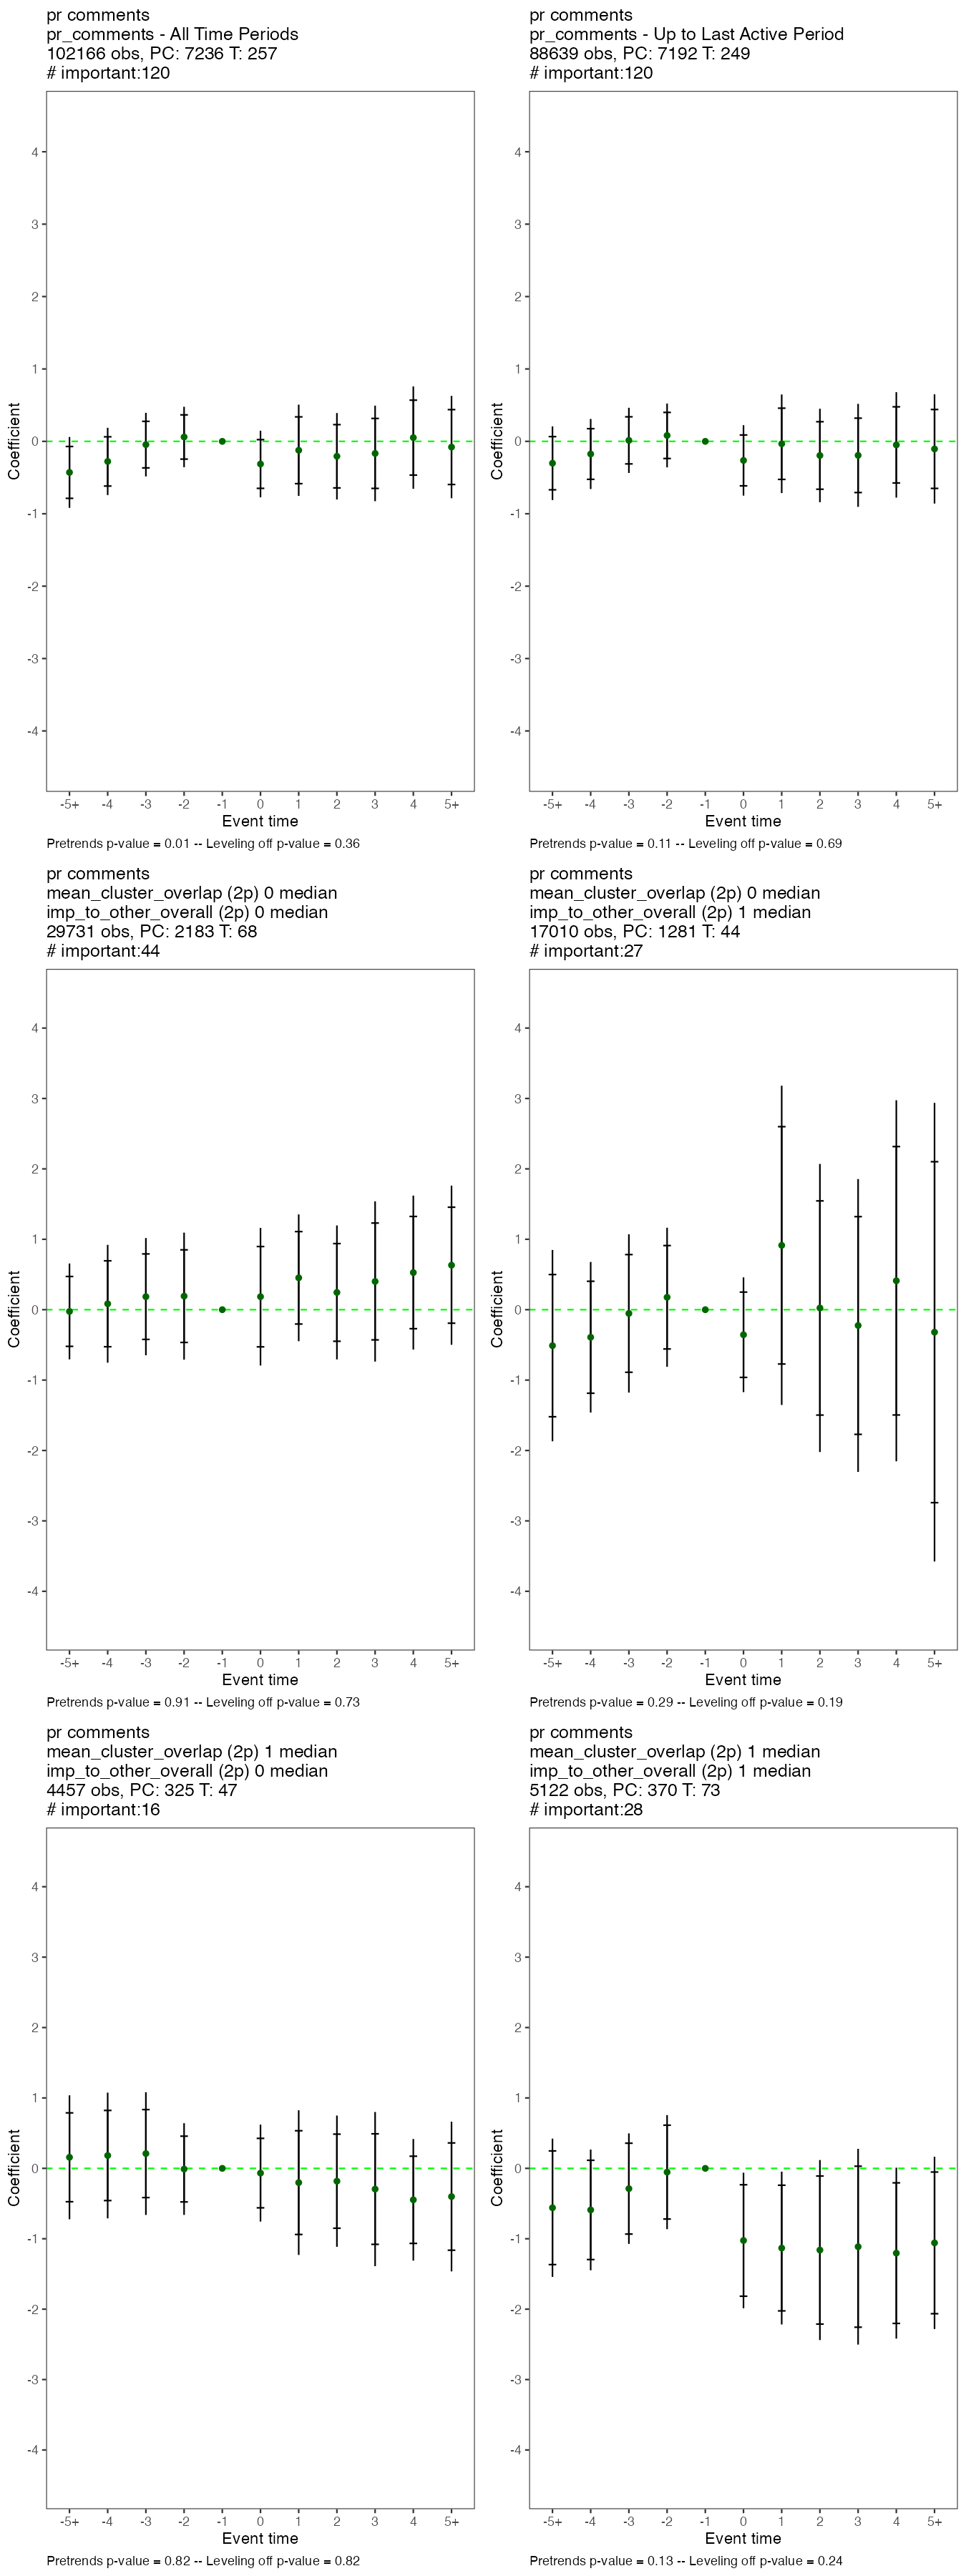 pr comments
pr_comments - All Time Periods
102166 obs, PC: 7236 T: 257
# important:120
4
3
2
1
0
-1
-2
-3
-4
Coefficient
-5+ -4 -3 -2 -1 0 1 2 3 4 5+
Event time
Pretrends p-value = 0.01 -- Leveling off p-value = 0.36
pr comments
pr_comments - Up to Last Active Period
88639 obs, PC: 7192 T: 249
# important:120
4
3
2
1
0
-1
-2
-3
-4
Coefficient
-5+ -4 -3 -2 -1 0 1 2 3 4 5+
Event time
Pretrends p-value = 0.11 -- Leveling off p-value = 0.69
pr comments
mean_cluster_overlap (2p) 0 median
imp_to_other_overall (2p) 0 median
29731 obs, PC: 2183 T: 68
# important:44
4
3
2
1
0
-1
-2
-3
-4
Coefficient
-5+ -4 -3 -2 -1 0 1 2 3 4 5+
Event time
Pretrends p-value = 0.91 -- Leveling off p-value = 0.73
pr comments
mean_cluster_overlap (2p) 0 median
imp_to_other_overall (2p) 1 median
17010 obs, PC: 1281 T: 44
# important:27
4
3
2
1
0
-1
-2
-3
-4
Coefficient
-5+ -4 -3 -2 -1 0 1 2 3 4 5+
Event time
Pretrends p-value = 0.29 -- Leveling off p-value = 0.19
pr comments
mean_cluster_overlap (2p) 1 median
imp_to_other_overall (2p) 0 median
4457 obs, PC: 325 T: 47
# important:16
4
3
2
1
0
-1
-2
-3
-4
Coefficient
-5+ -4 -3 -2 -1 0 1 2 3 4 5+
Event time
Pretrends p-value = 0.82 -- Leveling off p-value = 0.82
pr comments
mean_cluster_overlap (2p) 1 median
imp_to_other_overall (2p) 1 median
5122 obs, PC: 370 T: 73
# important:28
4
3
2
1
0
-1
-2
-3
-4
Coefficient
-5+ -4 -3 -2 -1 0 1 2 3 4 5+
Event time
Pretrends p-value = 0.13 -- Leveling off p-value = 0.24